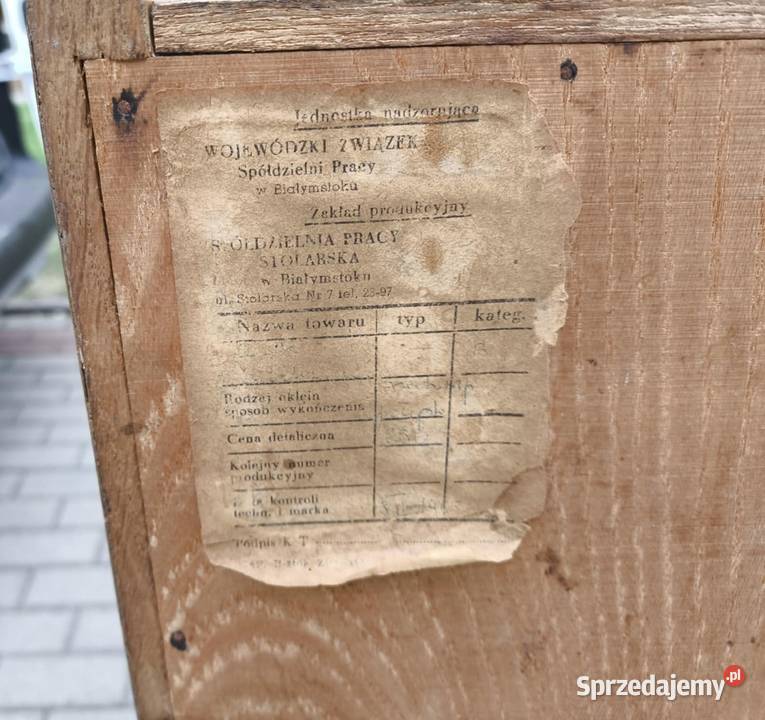 Jednostka nadzorująca
WOJEWÓDZKI ZWIĄZEK
Spółdzielni Pracy
w Białymstoku
Zakład produkcyjny
SPÓŁDZIELNIA PRACY
STOLARSKA
w Białymstoku
ul. Stolarska Nr 7 tel. 23-97
Nazwa towaru typ kateg.
Rodzaj oklein
sposób wykończenia
Cena detaliczna
Kolejny numer
produkcyjny
kontroli
techn. i marka
Podpis K T
Sprzedajemy.pl